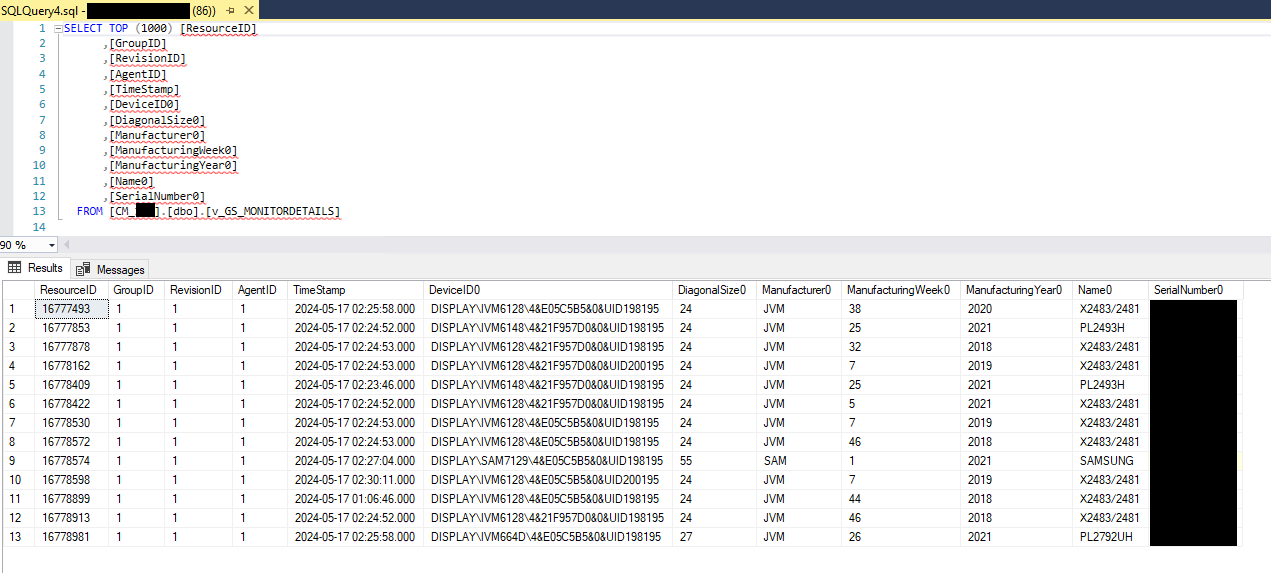 SQLQuery4.sql - (86))
1 SELECT TOP (1000) [ResourceID]
2 ,[GroupID]
3 ,[RevisionID]
4 ,[AgentID]
5 ,[TimeStamp]
6 ,[DeviceID0]
7 ,[DiagonalSize0]
8 ,[Manufacturer0]
9 ,[ManufacturingWeek0]
10 ,[ManufacturingYear0]
11 ,[Name0]
12 ,[SerialNumber0]
13 FROM [CM_ ].[dbo].[v_GS_MONITORDETAILS]
14
90 %
Results Messages
ResourceID GroupID RevisionID AgentID TimeStamp DeviceID0 DiagonalSize0 Manufacturer0 ManufacturingWeek0 ManufacturingYear0 Name0 SerialNumber0
1 16777493 1 1 1 2024-05-17 02:25:58.000 DISPLAY\IVM6128\4&E05C5B5&0&UID198195 24 JVM 38 2020 X2483/2481
2 16777853 1 1 1 2024-05-17 02:24:52.000 DISPLAY\IVM6148\4&21F957D0&0&UID198195 24 JVM 25 2021 PL2493H
3 16777878 1 1 1 2024-05-17 02:24:53.000 DISPLAY\IVM6128\4&21F957D0&0&UID198195 24 JVM 32 2018 X2483/2481
4 16778162 1 1 1 2024-05-17 02:24:53.000 DISPLAY\IVM6128\4&21F957D0&0&UID200195 24 JVM 7 2019 X2483/2481
5 16778409 1 1 1 2024-05-17 02:23:46.000 DISPLAY\IVM6148\4&21F957D0&0&UID198195 24 JVM 25 2021 PL2493H
6 16778422 1 1 1 2024-05-17 02:24:52.000 DISPLAY\IVM6128\4&21F957D0&0&UID198195 24 JVM 5 2021 X2483/2481
7 16778530 1 1 1 2024-05-17 02:24:53.000 DISPLAY\IVM6128\4&E05C5B5&0&UID198195 24 JVM 7 2019 X2483/2481
8 16778572 1 1 1 2024-05-17 02:24:53.000 DISPLAY\IVM6128\4&E05C5B5&0&UID198195 24 JVM 46 2018 X2483/2481
9 16778574 1 1 1 2024-05-17 02:27:04.000 DISPLAY\SAM7129\4&E05C5B5&0&UID198195 55 SAM 1 2021 SAMSUNG
10 16778598 1 1 1 2024-05-17 02:30:11.000 DISPLAY\IVM6128\4&E05C5B5&0&UID200195 24 JVM 7 2019 X2483/2481
11 16778899 1 1 1 2024-05-17 01:06:46.000 DISPLAY\IVM6128\4&E05C5B5&0&UID198195 24 JVM 44 2018 X2483/2481
12 16778913 1 1 1 2024-05-17 02:24:52.000 DISPLAY\IVM6128\4&21F957D0&0&UID198195 24 JVM 46 2018 X2483/2481
13 16778981 1 1 1 2024-05-17 02:25:58.000 DISPLAY\IVM664D\4&E05C5B5&0&UID198195 27 JVM 26 2021 PL2792UH